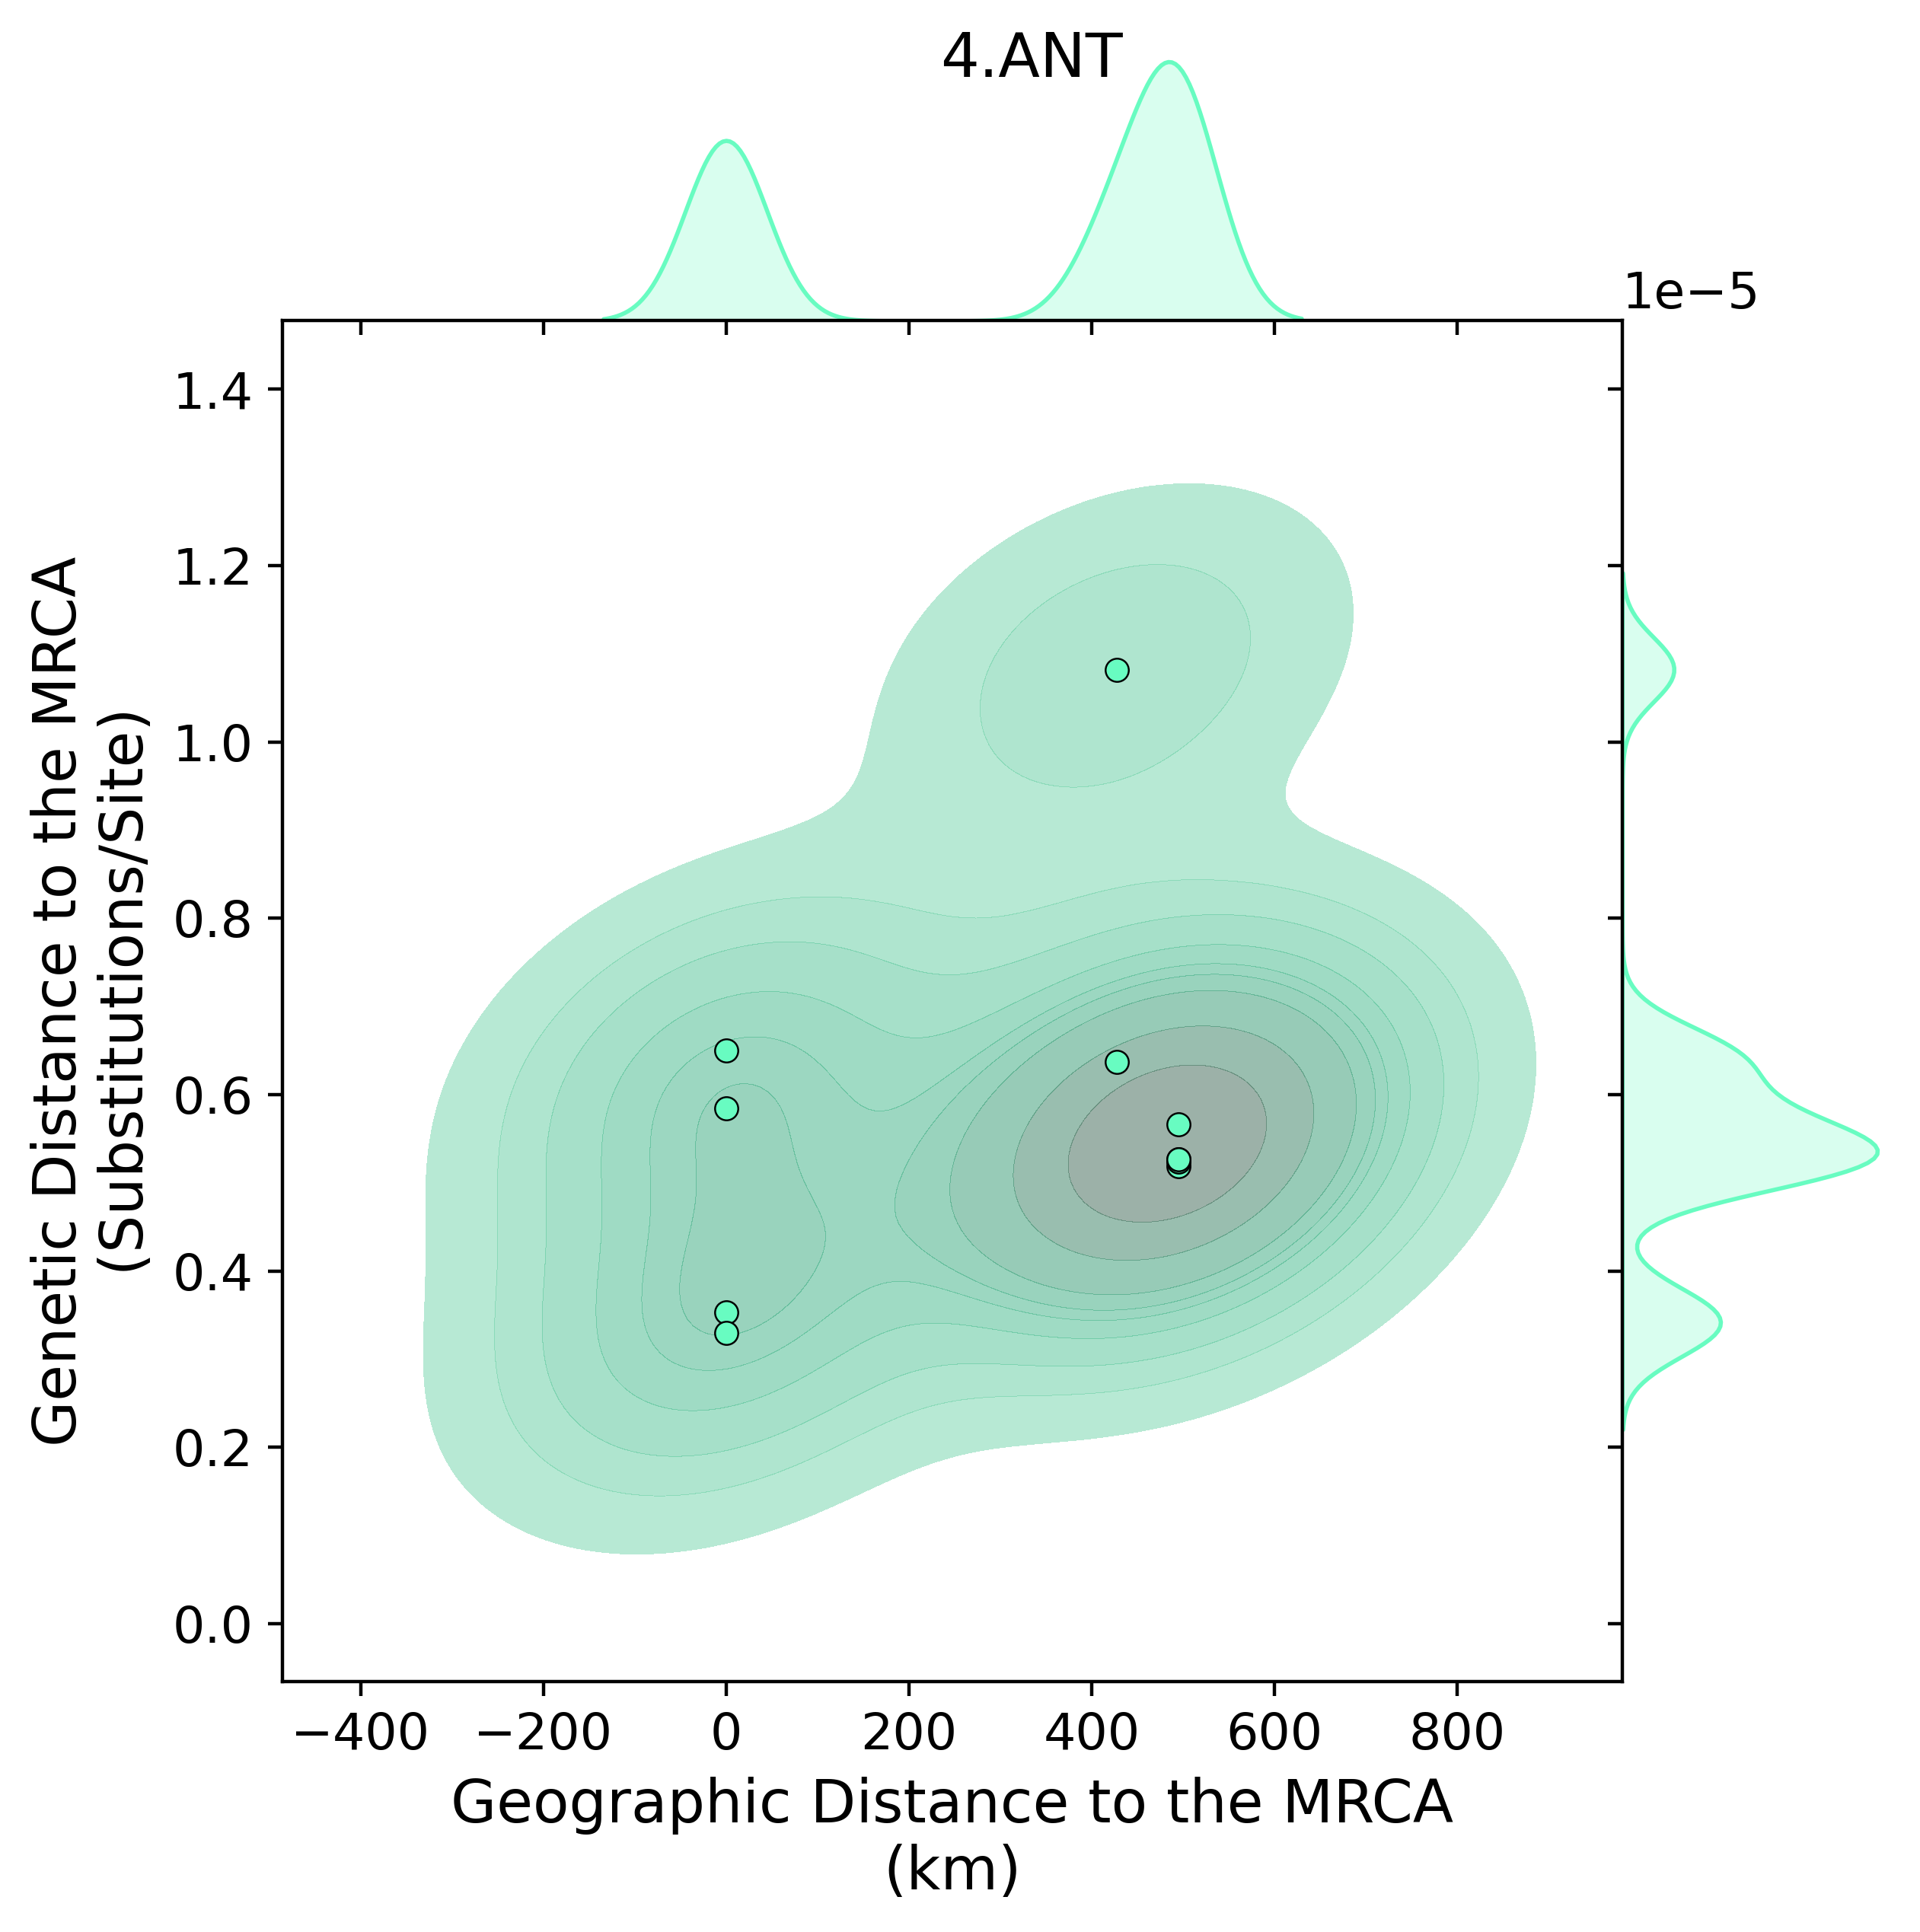 4.ANT
1e−5
1.4
1.2
1.0
0.8
0.6
0.4
0.2
0.0
Genetic Distance to the MRCA
(Substitutions/Site)
−400 −200 0 200 400 600 800
Geographic Distance to the MRCA
(km)